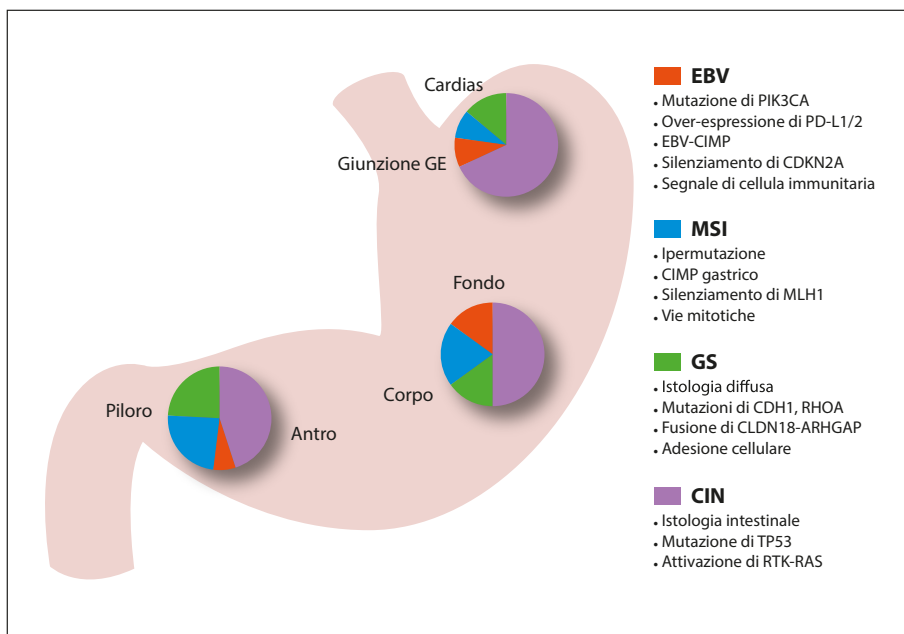 Cardias
Giunzione GE
Fondo
Corpo
Piloro
Antro
EBV
• Mutazione di PIK3CA
• Over-espressione di PD-L1/2
• EBV-CIMP
• Silenziamento di CDKN2A
• Segnale di cellula immunitaria
MSI
• Ipermutazione
• CIMP gastrico
• Silenziamento di MLH1
• Vie mitotiche
GS
• Istologia diffusa
• Mutazioni di CDH1, RHOA
• Fusione di CLDN18-ARHGAP
• Adesione cellulare
CIN
• Istologia intestinale
• Mutazione di TP53
• Attivazione di RTK-RAS